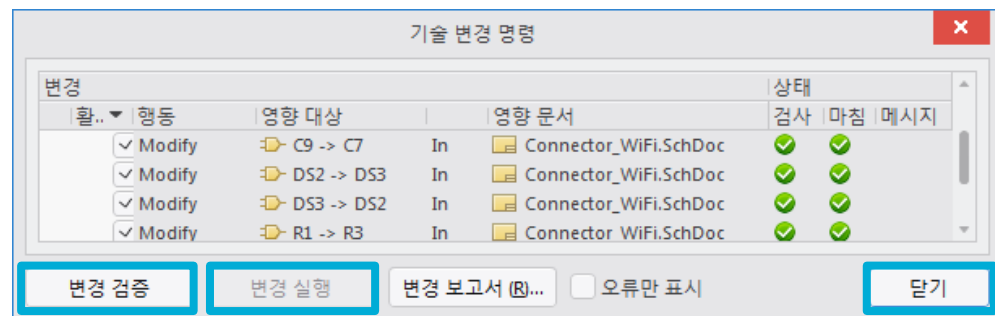 기술 변경 명령
변경 상태
활.. 행동 영향 대상 영향 문서 검사 마침 메시지
Modify C9 -> C7 In Connector_WiFi.SchDoc
Modify DS2 -> DS3 In Connector_WiFi.SchDoc
Modify DS3 -> DS2 In Connector_WiFi.SchDoc
Modify R1 -> R3 In Connector_WiFi.SchDoc
변경 검증 변경 실행 변경 보고서 (R)... 오류만 표시 닫기